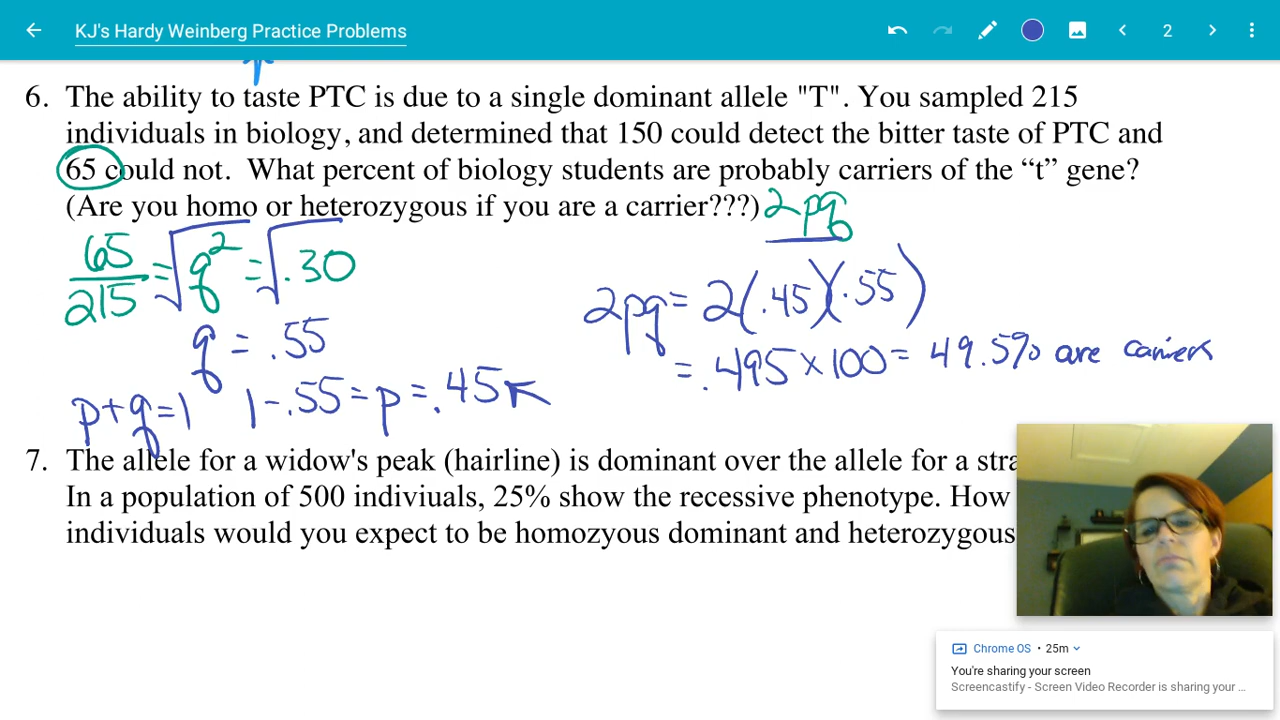 KJ's Hardy Weinberg Practice Problems
2
6. The ability to taste PTC is due to a single dominant allele "T". You sampled 215
individuals in biology, and determined that 150 could detect the bitter taste of PTC and
65 could not. What percent of biology students are probably carriers of the “t” gene?
(Are you homo or heterozygous if you are a carrier???) 2pq
65/215 = √q² = √.30
q = .55
p+q=1 1-.55=p=.45
2pq = 2(.45)(.55)
= .495 x 100 = 49.5% are carriers
7. The allele for a widow's peak (hairline) is dominant over the allele for a stra
In a population of 500 indiviuals, 25% show the recessive phenotype. How
individuals would you expect to be homozyous dominant and heterozygous
Chrome OS • 25m
You're sharing your screen
Screencastify - Screen Video Recorder is sharing your ...